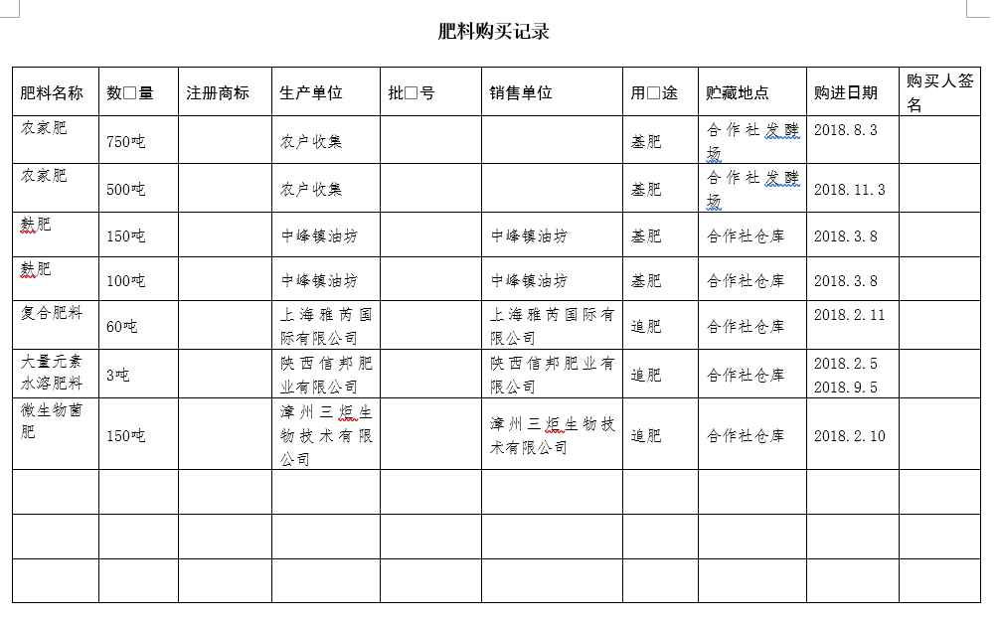 肥料购买记录
肥料名称 数□量 注册商标 生产单位 批□号 销售单位 用□途 贮藏地点 购进日期 购买人签
名
农家肥 750吨 农户收集 基肥 合作社发酵
场 2018.8.3
农家肥 500吨 农户收集 基肥 合作社发酵
场 2018.11.3
麸肥 150吨 中峰镇油坊 中峰镇油坊 基肥 合作社仓库 2018.3.8
麸肥 100吨 中峰镇油坊 中峰镇油坊 基肥 合作社仓库 2018.3.8
复合肥料 60吨 上海雅芮国 上海雅芮国际有 追肥 合作社仓库 2018.2.11
际有限公司 限公司
大量元素 3吨 陕西信邦肥 陕西信邦肥业有 追肥 合作社仓库 2018.2.5
水溶肥料 业有限公司 限公司 2018.9.5
微生物菌 150吨 漳州三炬生 漳州三炬生物技 追肥 合作社仓库 2018.2.10
肥 物技术有限 术有限公司
公司